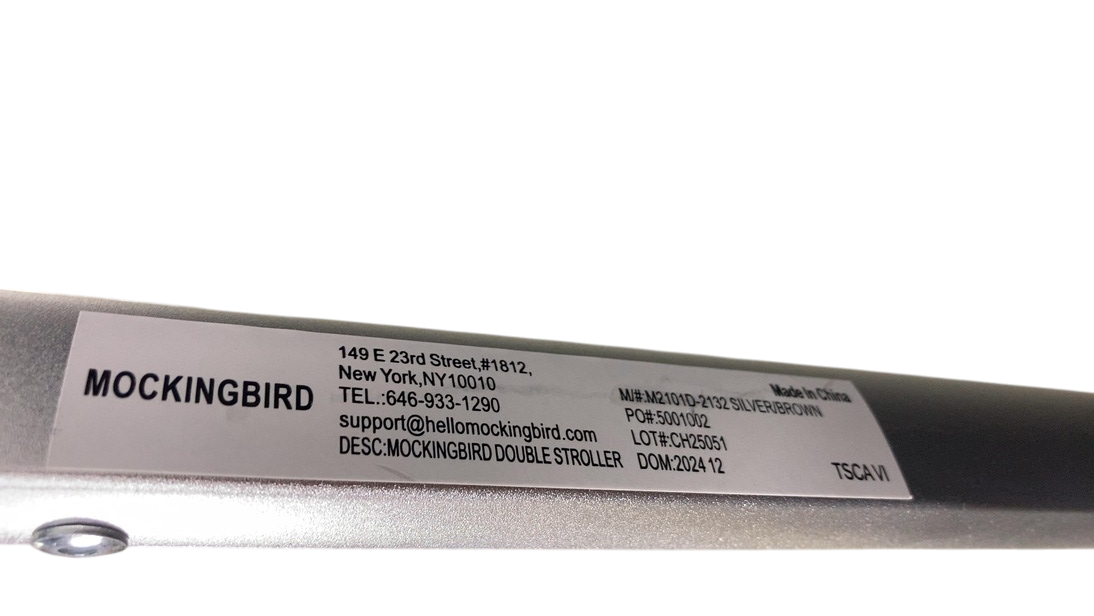 MOCKINGBIRD
149 E 23rd Street,#1812,
New York,NY10010
TEL.:646-933-1290
support@hellomockingbird.com
DESC:MOCKINGBIRD DOUBLE STROLLER
Made In China
M/#:M2101D-2132 SILVER/BROWN
PO#:5001002
LOT#:CH25051
DOM:2024 12
TSCA VI